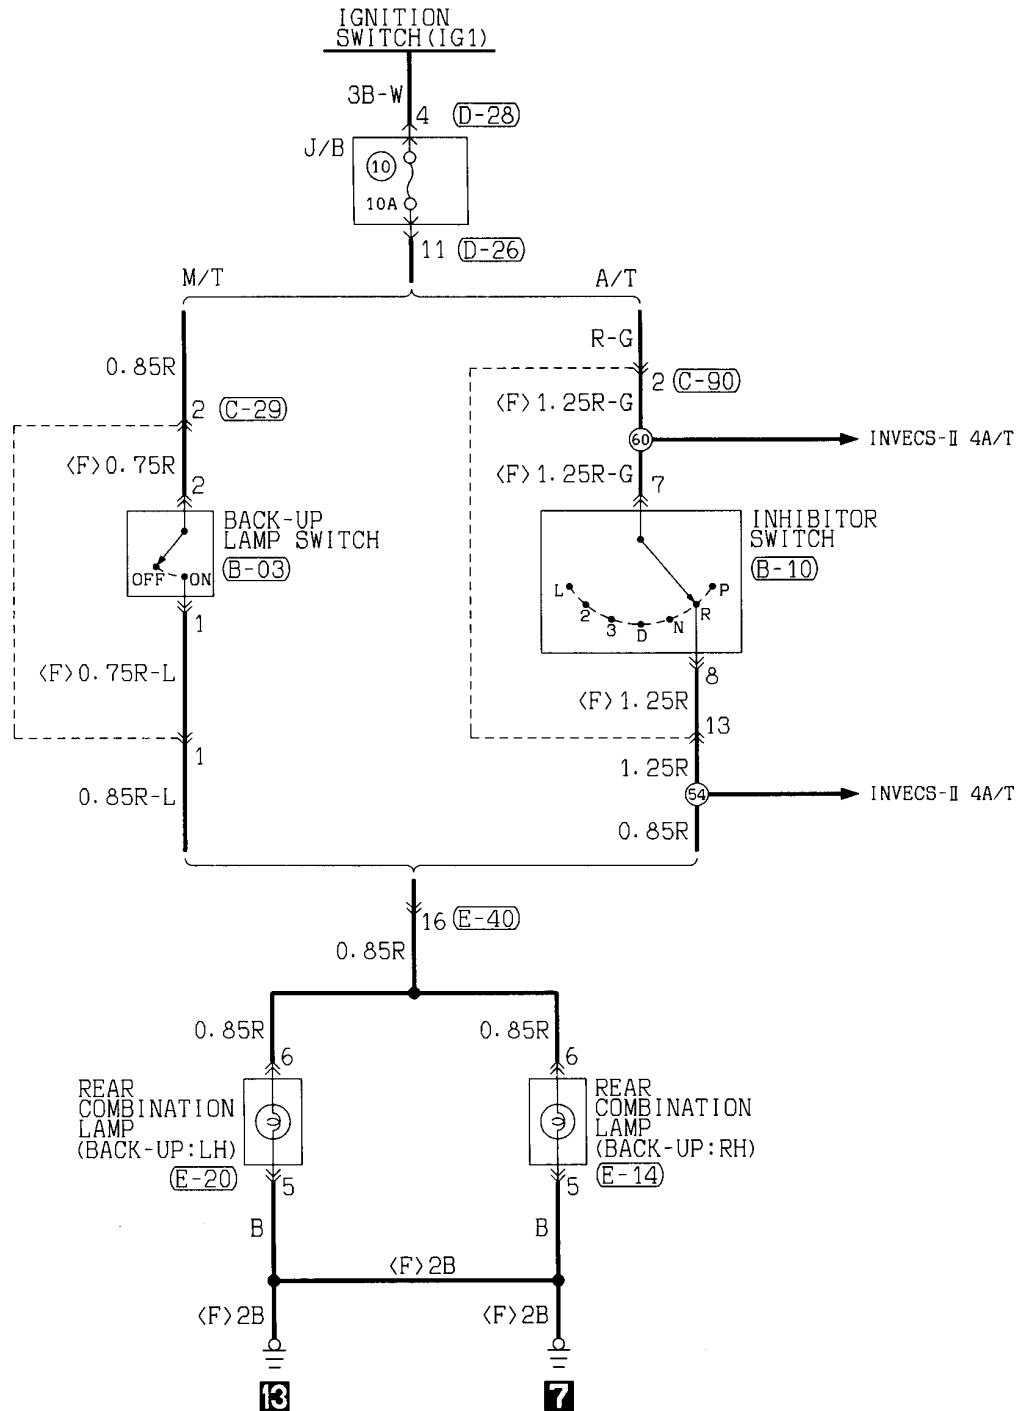 IGNITION
SWITCH(IG1)
3B-W
4 D-28
J/B
10
10A
11 D-26
M/T
A/T
R-G
0.85R
2 C-90
2 C-29
〈F〉1.25R-G
60
INVECS-Ⅱ 4A/T
〈F〉0.75R
〈F〉1.25R-G
2
7
BACK-UP
LAMP SWITCH
B-03
OFF
ON
INHIBITOR
SWITCH
B-10
L
2
3
D
N
R
P
1
8
〈F〉0.75R-L
〈F〉1.25R
13
1
1.25R
0.85R-L
54
INVECS-Ⅱ 4A/T
0.85R
16 E-40
0.85R
0.85R
0.85R
6
6
REAR
COMBINATION
LAMP
(BACK-UP:LH)
E-20
REAR
COMBINATION
LAMP
(BACK-UP:RH)
E-14
5
5
B
B
〈F〉2B
〈F〉2B
〈F〉2B
13
7